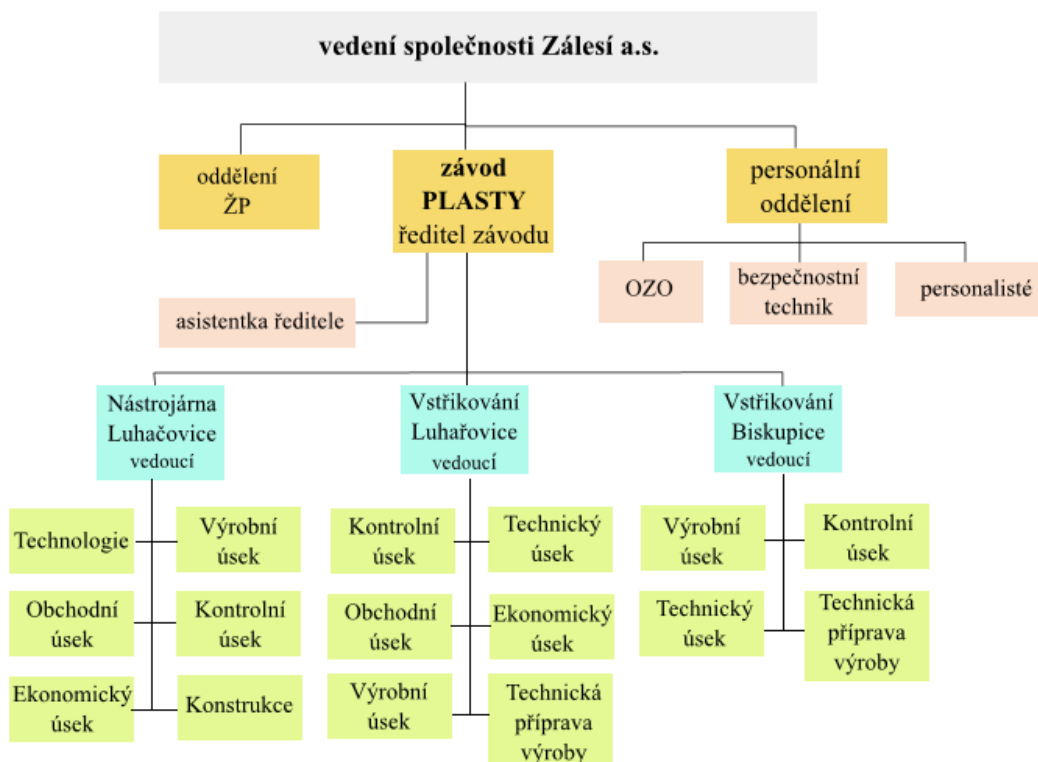 vedení společnosti Zálesí a.s.
oddělení
ŽP
závod
PLASTY
ředitel závodu
personální
oddělení
asistentka ředitele
OZO
bezpečnostní
technik
personalisté
Nástrojárna
Luhačovice
vedoucí
Vstřikování
Luhařovice
vedoucí
Vstřikování
Biskupice
vedoucí
Technologie
Výrobní
úsek
Obchodní
úsek
Kontrolní
úsek
Ekonomický
úsek
Konstrukce
Kontrolní
úsek
Technický
úsek
Obchodní
úsek
Ekonomický
úsek
Výrobní
úsek
Technická
příprava
výroby
Výrobní
úsek
Kontrolní
úsek
Technický
úsek
Technická
příprava
výroby